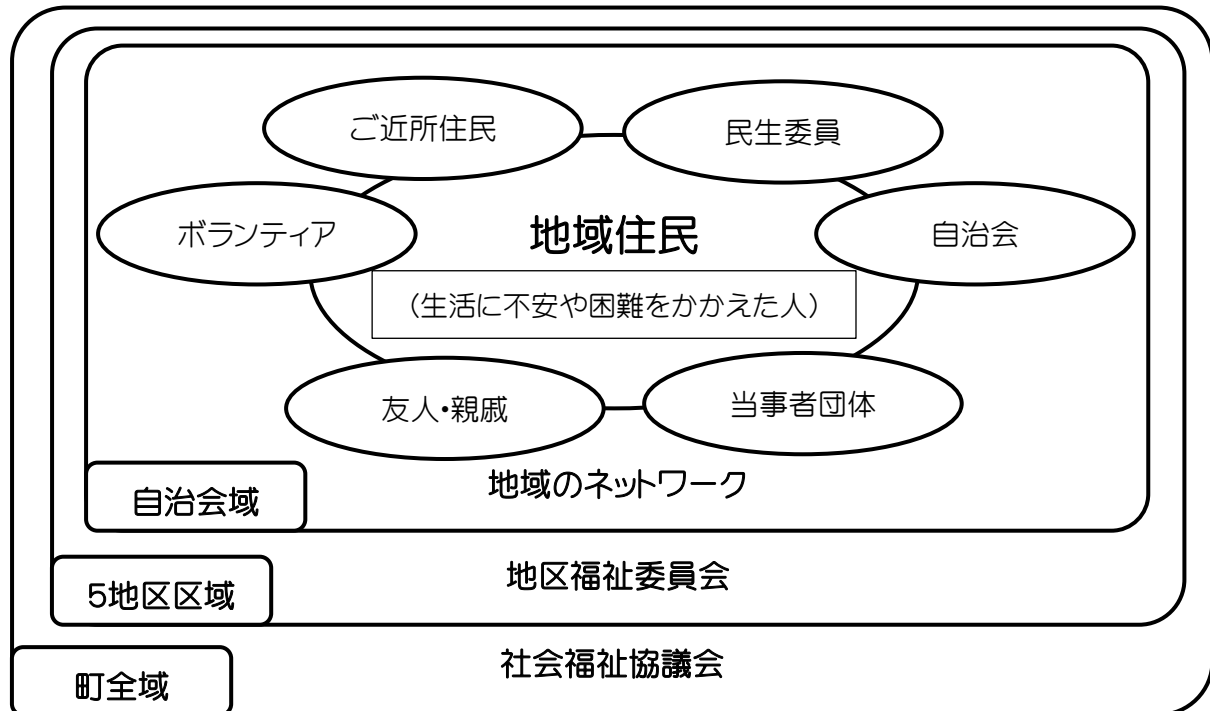 ご近所住民
民生委員
ボランティア
地域住民
自治会
（生活に不安や困難をかかえた人）
友人・親戚
当事者団体
地域のネットワーク
自治会域
地区福祉委員会
5地区区域
社会福祉協議会
町全域